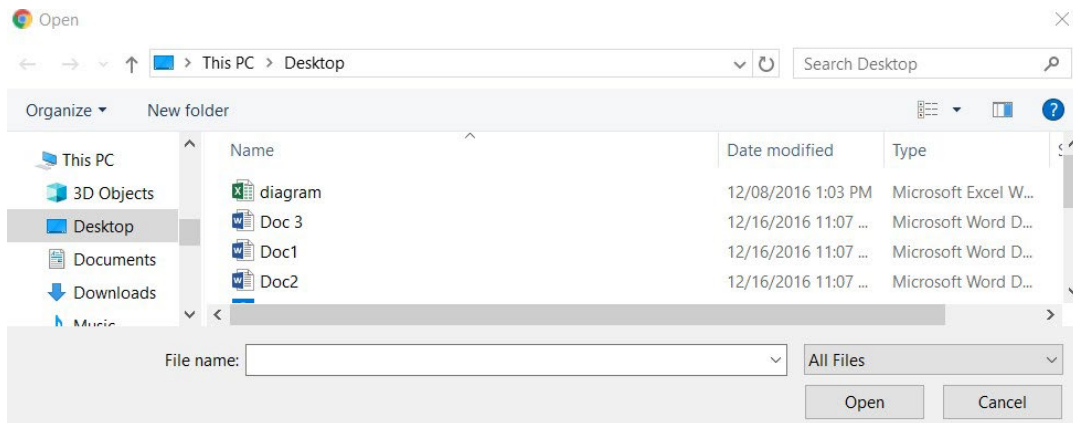 Open
This PC > Desktop
Search Desktop
Organize
New folder
This PC
3D Objects
Desktop
Documents
Downloads
Music
Name Date modified Type
diagram 12/08/2016 1:03 PM Microsoft Excel W...
Doc 3 12/16/2016 11:07 ... Microsoft Word D...
Doc1 12/16/2016 11:07 ... Microsoft Word D...
Doc2 12/16/2016 11:07 ... Microsoft Word D...
File name:
All Files
Open
Cancel